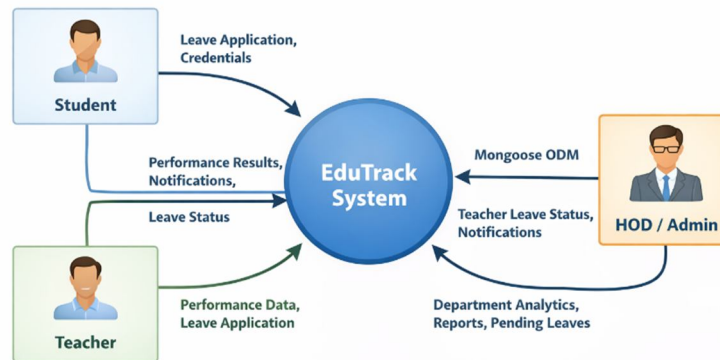 Leave Application,
Credentials
Student
Performance Results,
Notifications,
Leave Status
EduTrack
System
Mongoose ODM
Teacher Leave Status,
Notifications
HOD / Admin
Performance Data,
Leave Application
Department Analytics,
Reports, Pending Leaves
Teacher